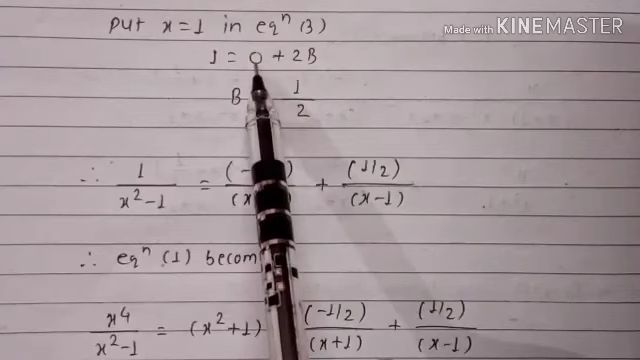 Made with KINEMASTER
Put x=1 in eqⁿ (3)
1 = 0 + 2B
B 1/2
∴ 1/(x²-1) = (- )/(x + (1/2)/(x-1)
∴ eqⁿ (1) becom
x⁴/(x²-1) = (x²+1) (-1/2)/(x+1) + (1/2)/(x-1)